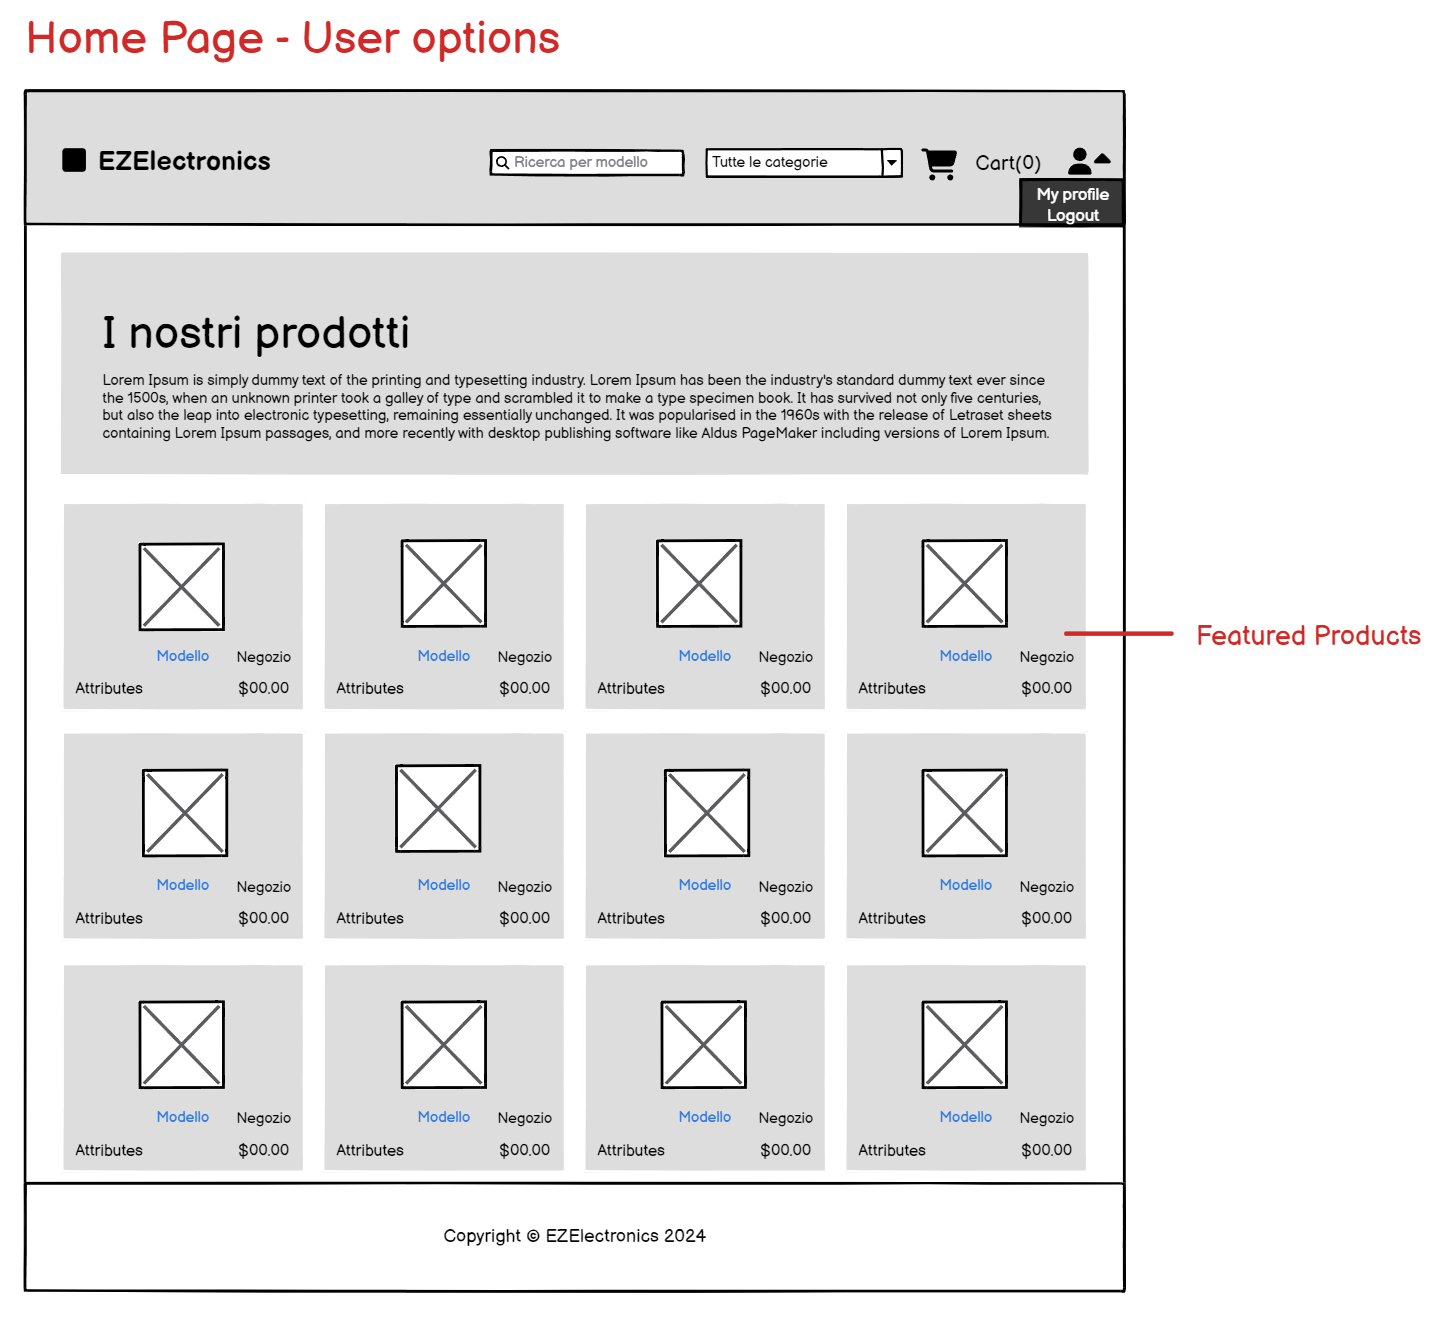 Home Page - User options
EZElectronics
Ricerca per modello
Tutte le categorie
Cart(0)
My profile
Logout
I nostri prodotti
Lorem Ipsum is simply dummy text of the printing and typesetting industry. Lorem Ipsum has been the industry's standard dummy text ever since
the 1500s, when an unknown printer took a galley of type and scrambled it to make a type specimen book. It has survived not only five centuries,
but also the leap into electronic typesetting, remaining essentially unchanged. It was popularised in the 1960s with the release of Letraset sheets
containing Lorem Ipsum passages, and more recently with desktop publishing software like Aldus PageMaker including versions of Lorem Ipsum.
Modello Negozio
Attributes $00.00
Modello Negozio
Attributes $00.00
Modello Negozio
Attributes $00.00
Modello Negozio
Attributes $00.00
Featured Products
Modello Negozio
Attributes $00.00
Modello Negozio
Attributes $00.00
Modello Negozio
Attributes $00.00
Modello Negozio
Attributes $00.00
Modello Negozio
Attributes $00.00
Modello Negozio
Attributes $00.00
Modello Negozio
Attributes $00.00
Modello Negozio
Attributes $00.00
Copyright © EZElectronics 2024